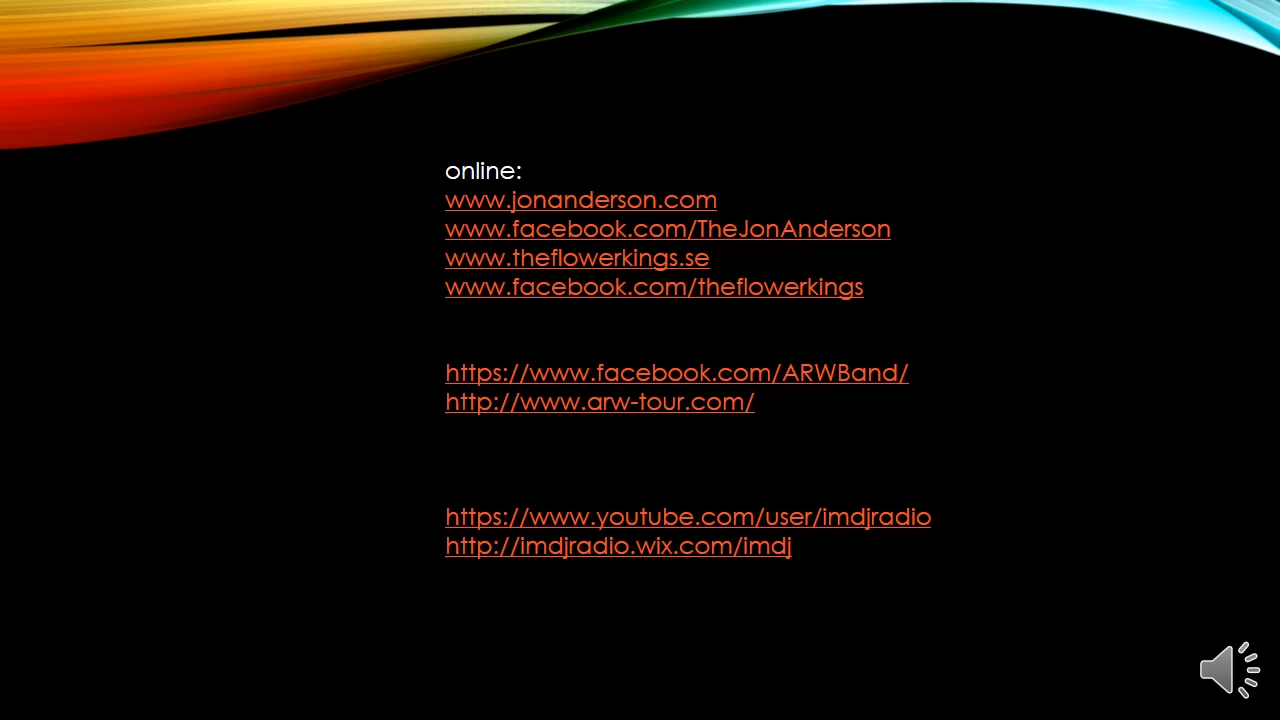 online:
www.jonanderson.com
www.facebook.com/TheJonAnderson
www.theflowerkings.se
www.facebook.com/theflowerkings
https://www.facebook.com/ARWBand/
http://www.arw-tour.com/
https://www.youtube.com/user/imdjradio
http://imdjradio.wix.com/imdj